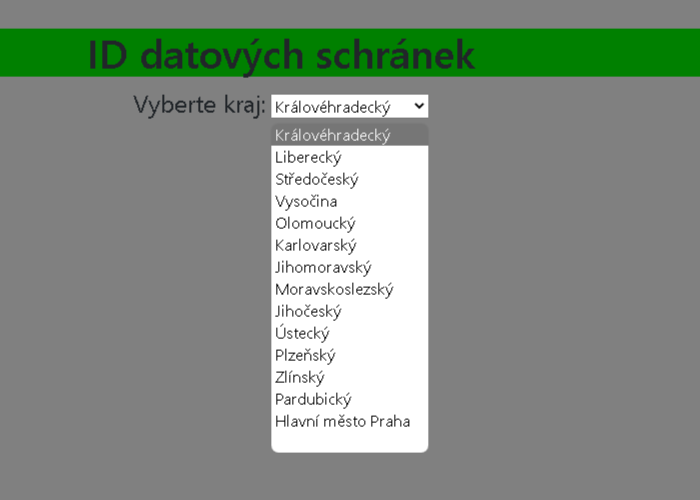 ID datových schránek
Vyberte kraj: Královéhradecký
Královéhradecký
Liberecký
Středočeský
Vysočina
Olomoucký
Karlovarský
Jihomoravský
Moravskoslezský
Jihočeský
Ústecký
Plzeňský
Zlínský
Pardubický
Hlavní město Praha